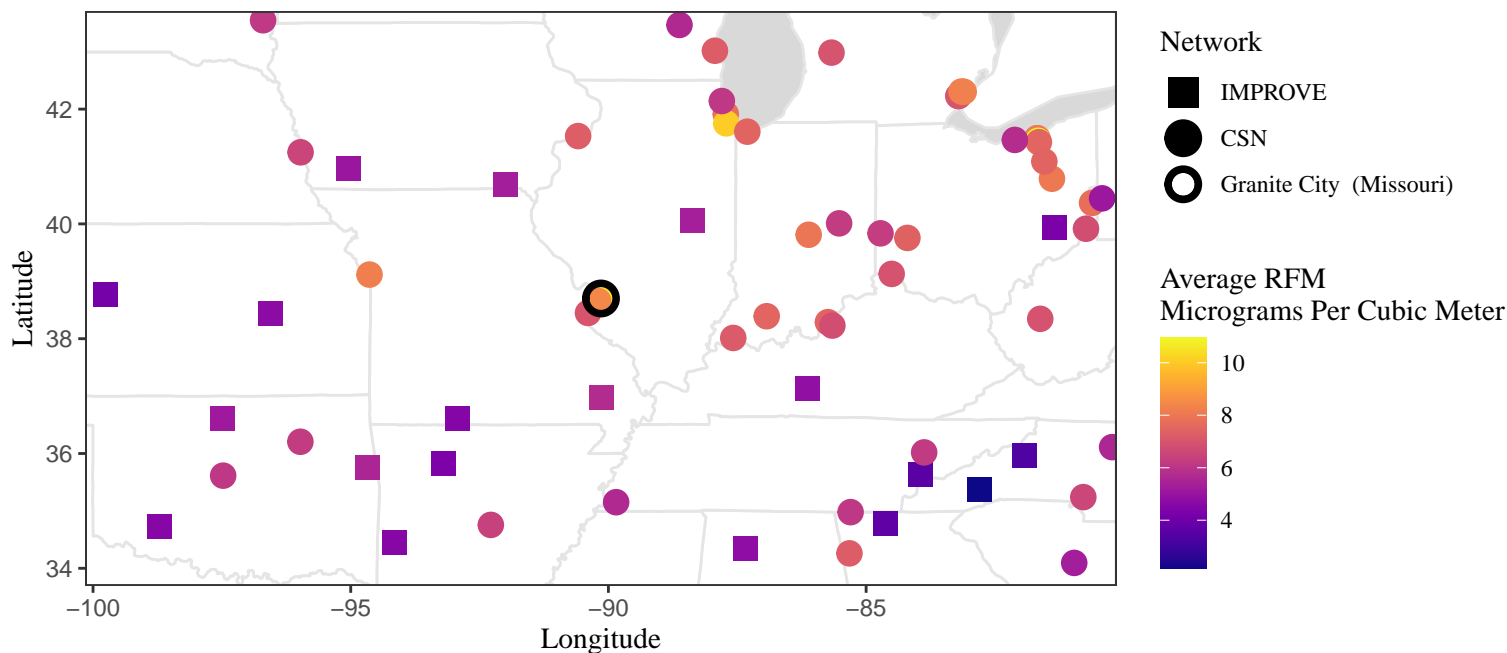 42
40
38
36
34
Latitude
−100
−95
−90
−85
Longitude
Network
IMPROVE
CSN
Granite City (Missouri)
Average RFM
Micrograms Per Cubic Meter
10
8
6
4